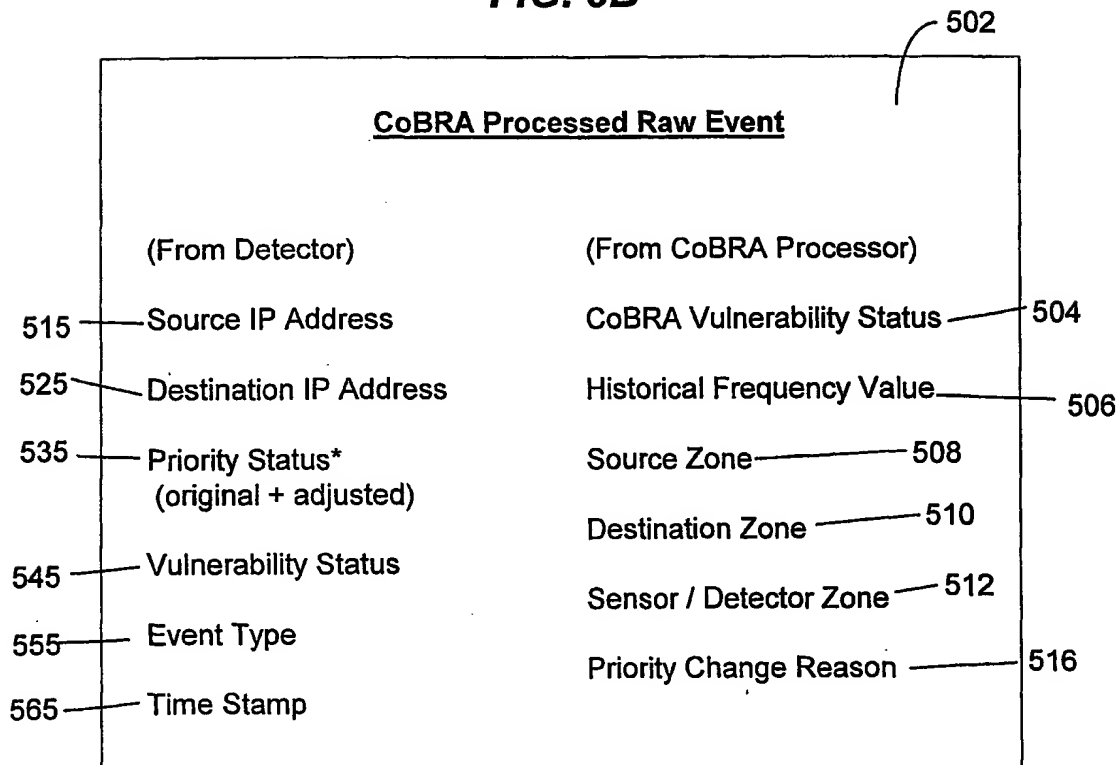 502
CoBRA Processed Raw Event
(From Detector) (From CoBRA Processor)
515 Source IP Address CoBRA Vulnerability Status 504
525 Destination IP Address Historical Frequency Value 506
535 Priority Status* Source Zone 508
(original + adjusted)
Destination Zone 510
545 Vulnerability Status
Sensor / Detector Zone 512
555 Event Type
Priority Change Reason 516
565 Time Stamp